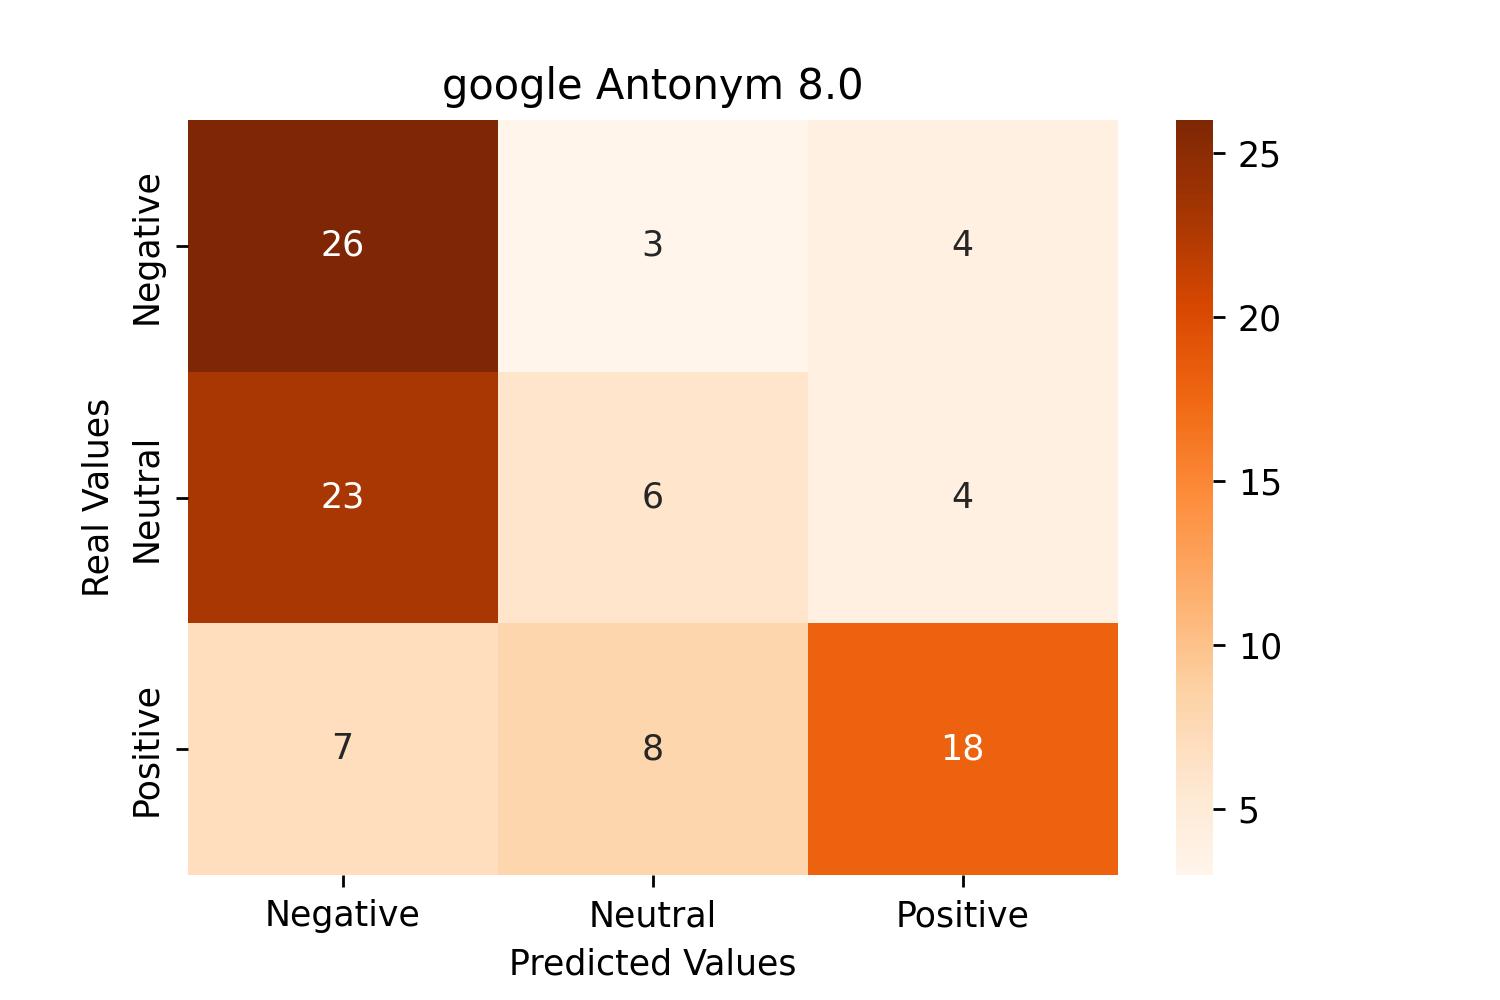 google Antonym 8.0
Real Values
Negative
26 3 4
Neutral
23 6 4
Positive
7 8 18
Negative Neutral Positive
Predicted Values
25
20
15
10
5